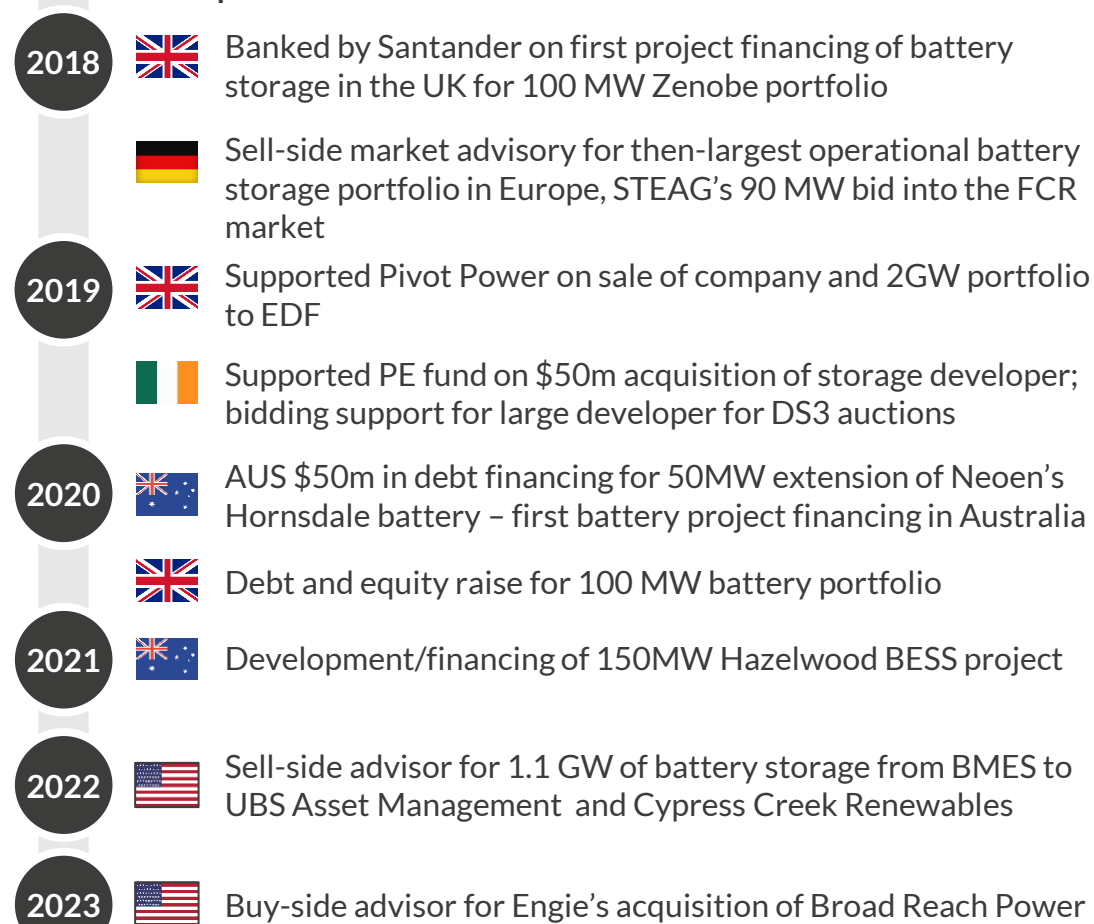 2018
Banked by Santander on first project financing of battery
storage in the UK for 100 MW Zenobe portfolio
Sell-side market advisory for then-largest operational battery
storage portfolio in Europe, STEAG’s 90 MW bid into the FCR
market
2019
Supported Pivot Power on sale of company and 2GW portfolio
to EDF
Supported PE fund on $50m acquisition of storage developer;
bidding support for large developer for DS3 auctions
2020
AUS $50m in debt financing for 50MW extension of Neoen’s
Hornsdale battery – first battery project financing in Australia
Debt and equity raise for 100 MW battery portfolio
2021
Development/financing of 150MW Hazelwood BESS project
2022
Sell-side advisor for 1.1 GW of battery storage from BMES to
UBS Asset Management  and Cypress Creek Renewables
2023
Buy-side advisor for Engie’s acquisition of Broad Reach Power